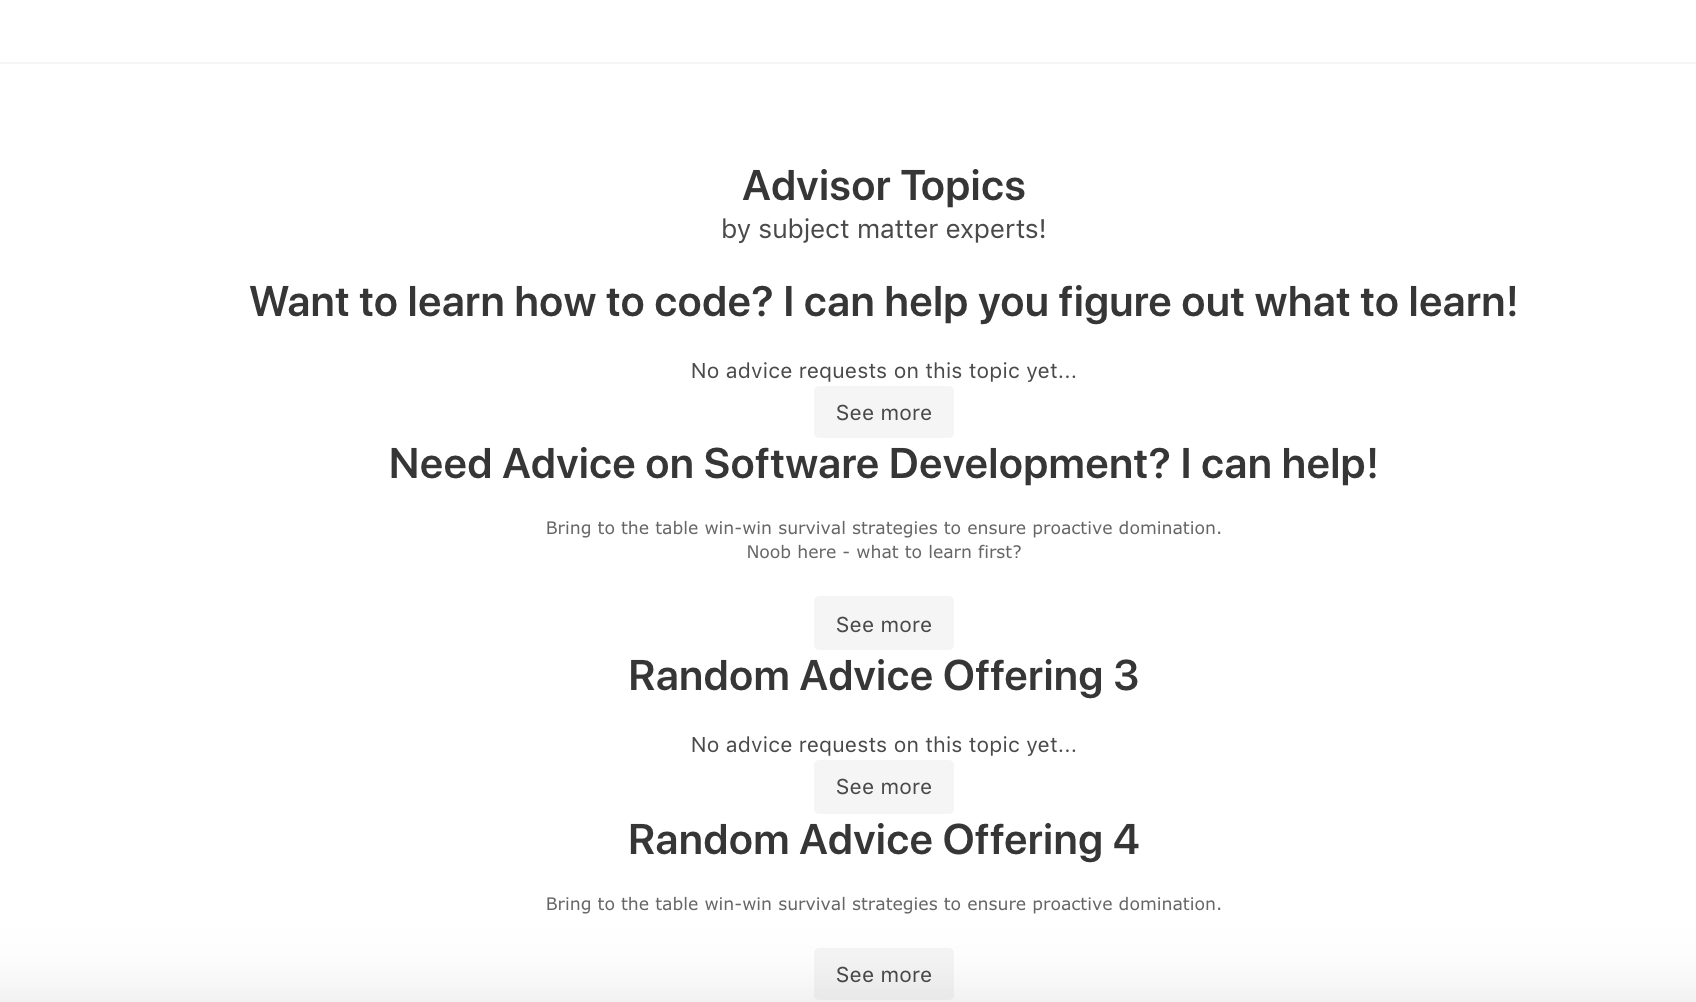 Advisor Topics
by subject matter experts!
Want to learn how to code? I can help you figure out what to learn!
No advice requests on this topic yet...
See more
Need Advice on Software Development? I can help!
Bring to the table win-win survival strategies to ensure proactive domination.
Noob here - what to learn first?
See more
Random Advice Offering 3
No advice requests on this topic yet...
See more
Random Advice Offering 4
Bring to the table win-win survival strategies to ensure proactive domination.
See more